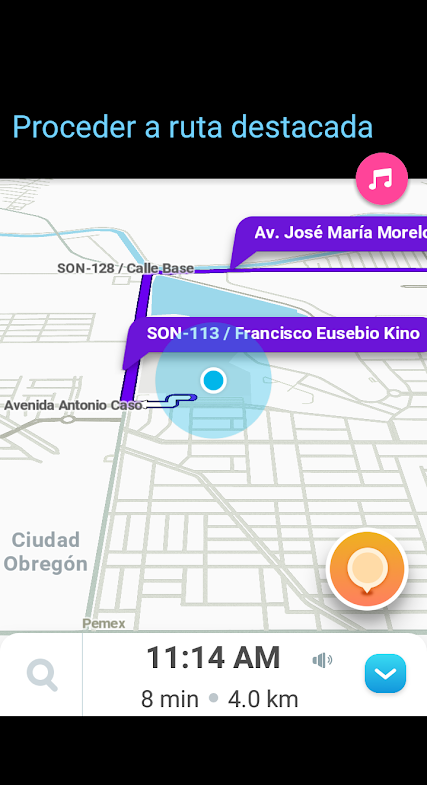 Proceder a ruta destacada
Av. José María Morelo
SON-128 / Calle Base
SON-113 / Francisco Eusebio Kino
Avenida Antonio Caso
Ciudad
Obregón
Pemex
11:14 AM
8 min • 4.0 km